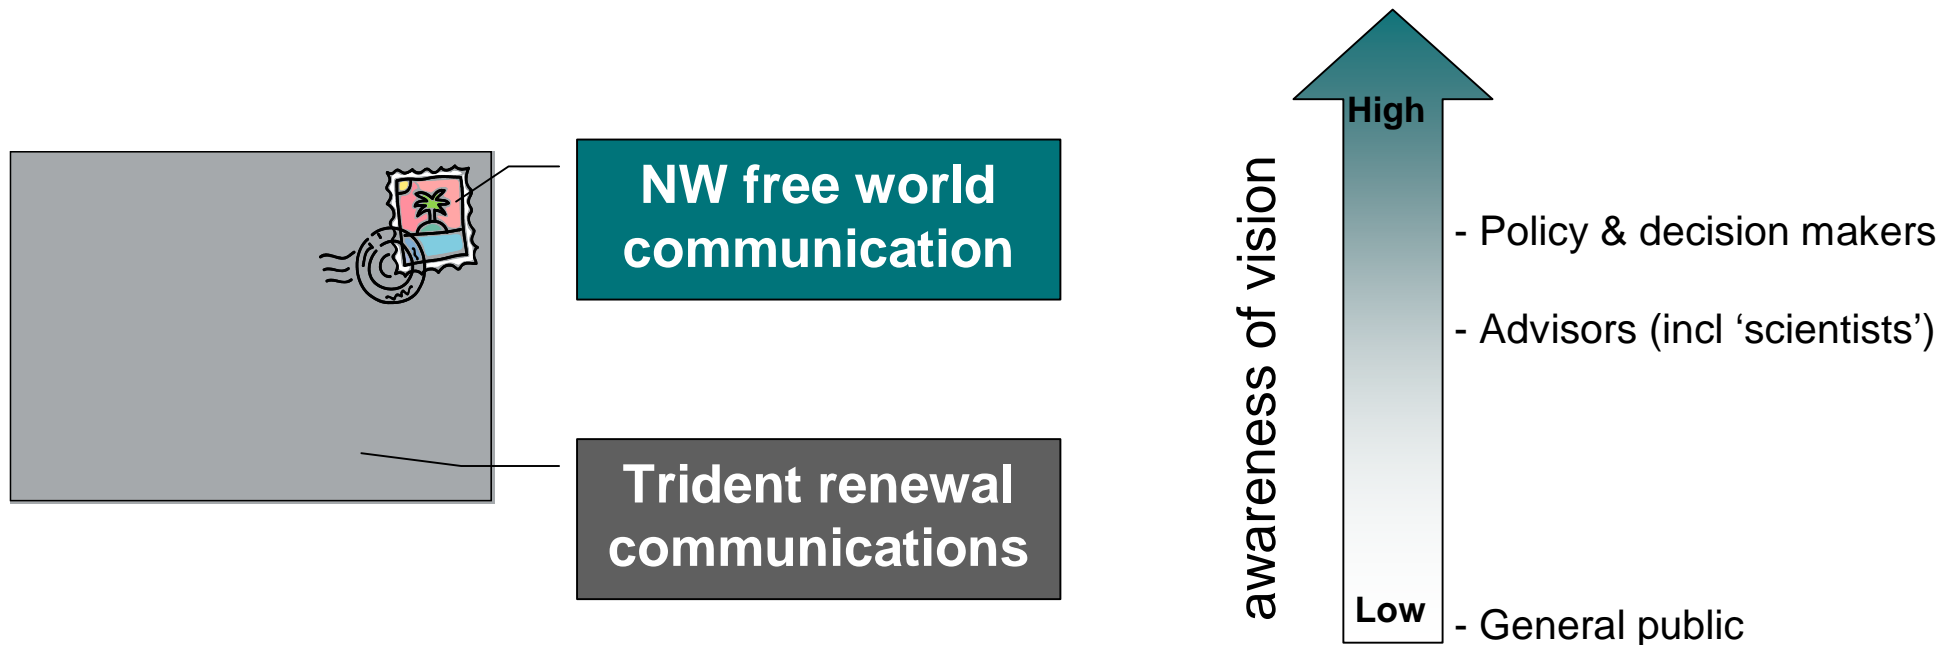 NW free world
communication
Trident renewal
communications
awareness of vision
High
- Policy & decision makers
- Advisors (incl ‘scientists’)
Low
- General public